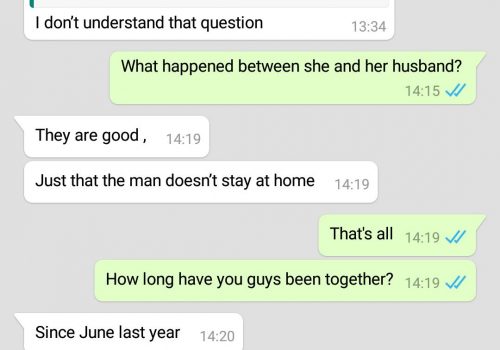 I don't understand that question
13:34
What happened between she and her husband?
14:15
They are good , 14:19
Just that the man doesn't stay at home 14:19
That's all 14:19
How long have you guys been together? 14:19
Since June last year 14:20